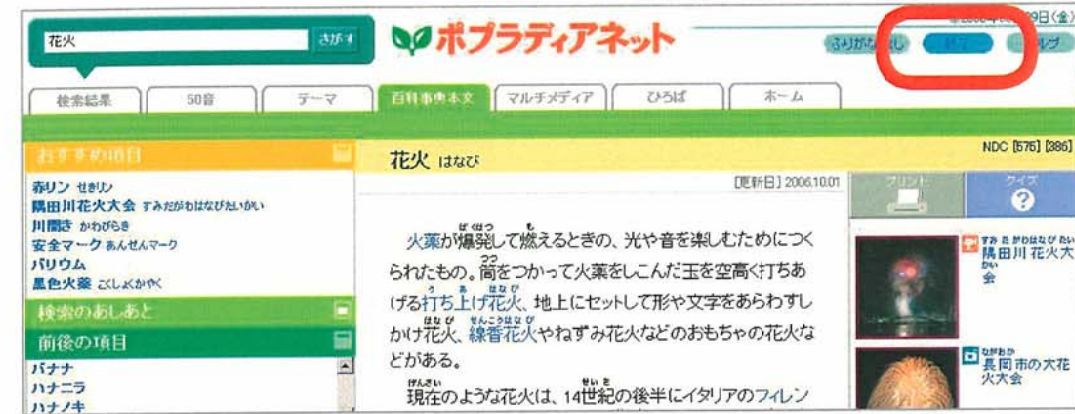 花火
さがす
ポプラディアネット
終了
検索結果
50音
テーマ
百科事典本文
マルチメディア
ひろば
ホーム
おすすめ項目
赤リン せきリン
隅田川花火大会 すみだがわはなびたいかい
川開き かわびらき
安全マーク あんぜんマーク
バリウム
黒色火薬 こくしょくかやく
検索のあしあと
前後の項目
バナナ
ハナニラ
ハナノキ
花火 はなび
NDC [575] [386]
[更新日] 2006.10.01
火薬が爆発して燃えるときの、光や音を楽しむためにつく
られたもの。筒をつかって火薬をしこんだ玉を空高く打ちあ
げる打ち上げ花火、地上にセットして形や文字をあらわすし
かけ花火、線香花火やねずみ花火などのおもちゃの花火な
どがある。
現在のような花火は、14世紀の後半にイタリアのフィレン
プリント
クイズ
隅田川花火大
会
長岡市の大花
火大会